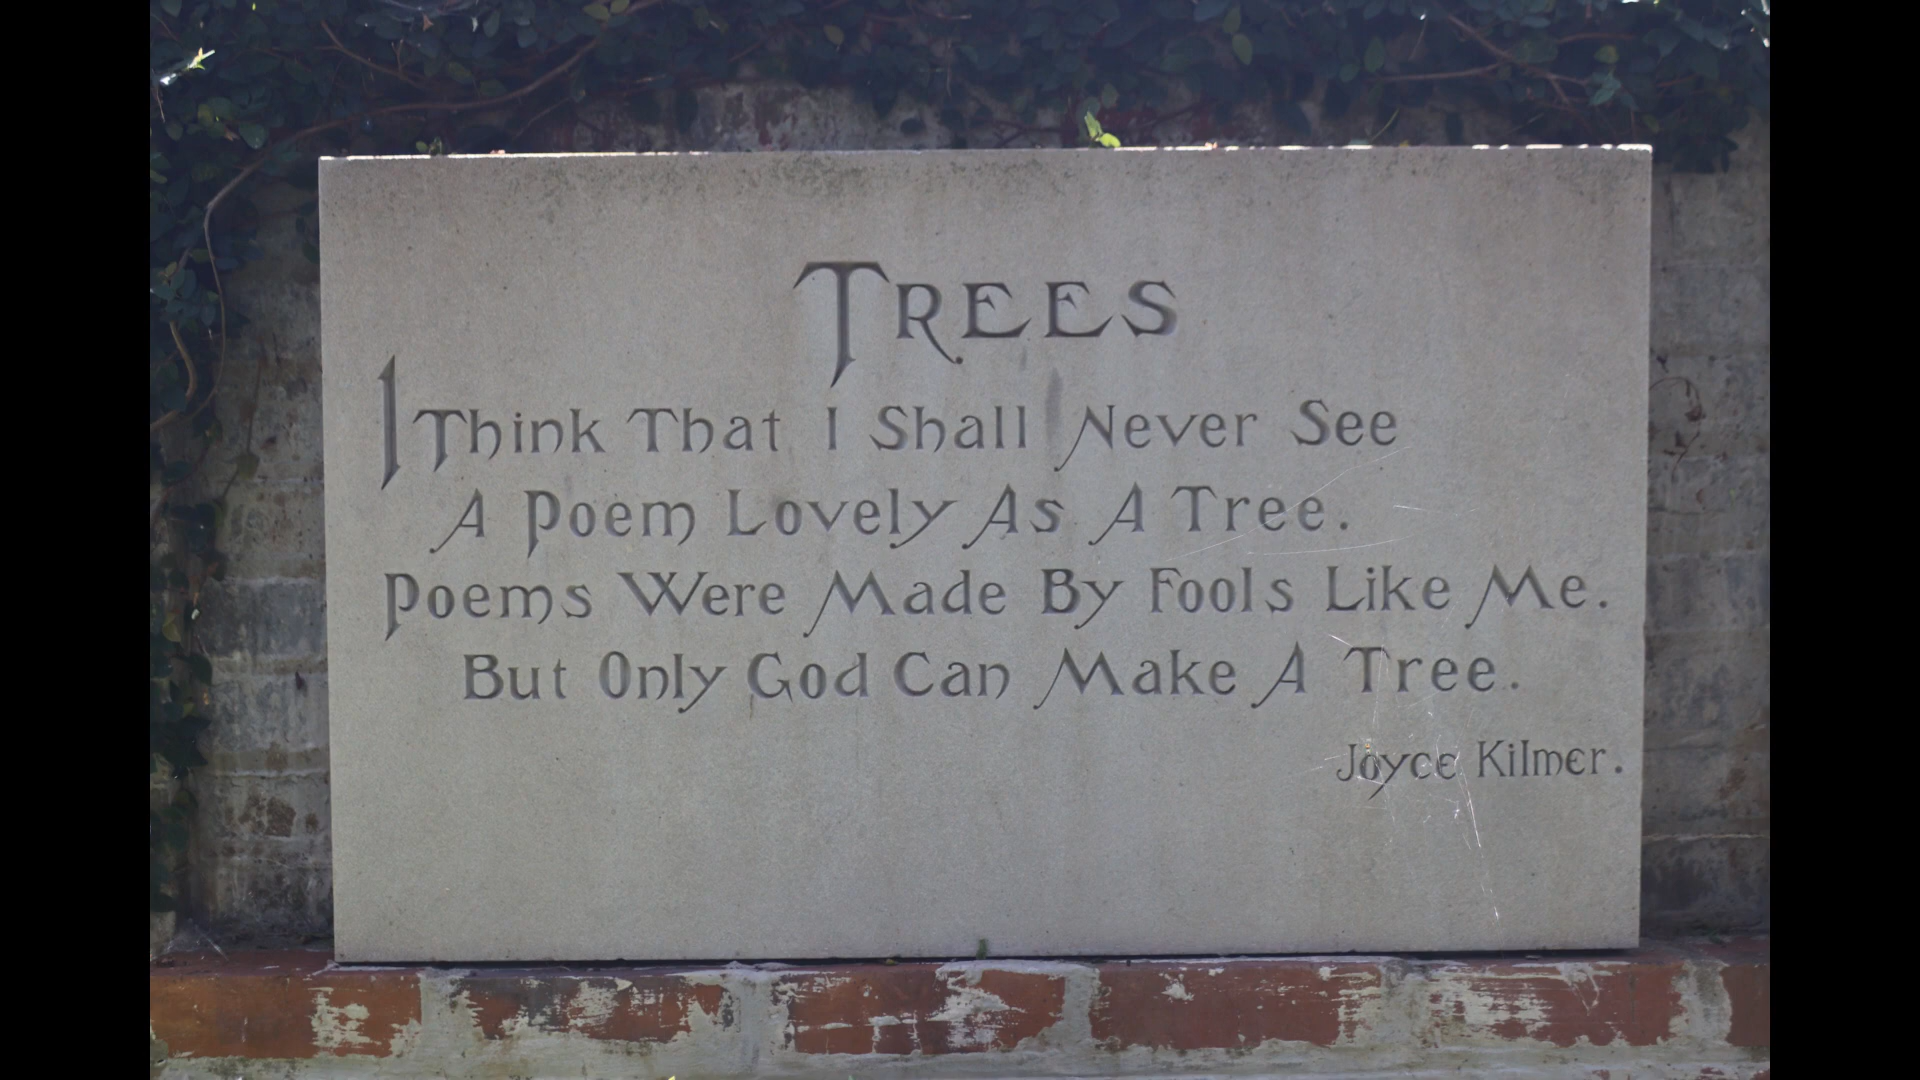 TREES
I Think That I Shall Never See
A Poem Lovely As A Tree.
Poems Were Made By Fools Like Me.
But Only God Can Make A Tree.
Joyce Kilmer.